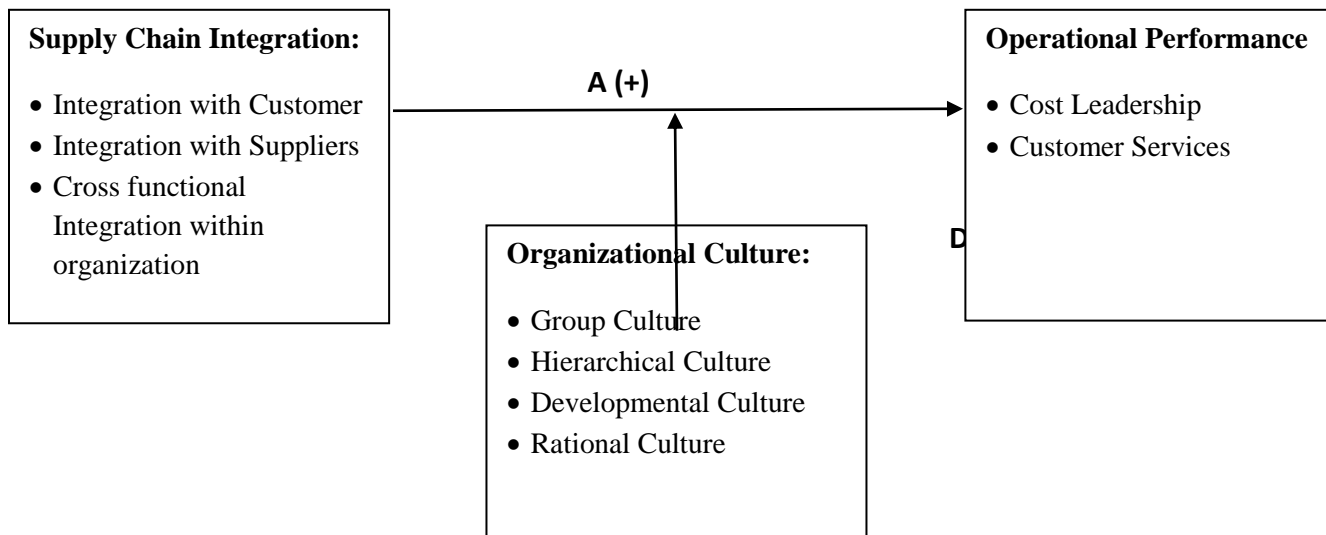 Supply Chain Integration:
• Integration with Customer
• Integration with Suppliers
• Cross functional
Integration within
organization
A (+)
Organizational Culture:
• Group Culture
• Hierarchical Culture
• Developmental Culture
• Rational Culture
D
Operational Performance
• Cost Leadership
• Customer Services